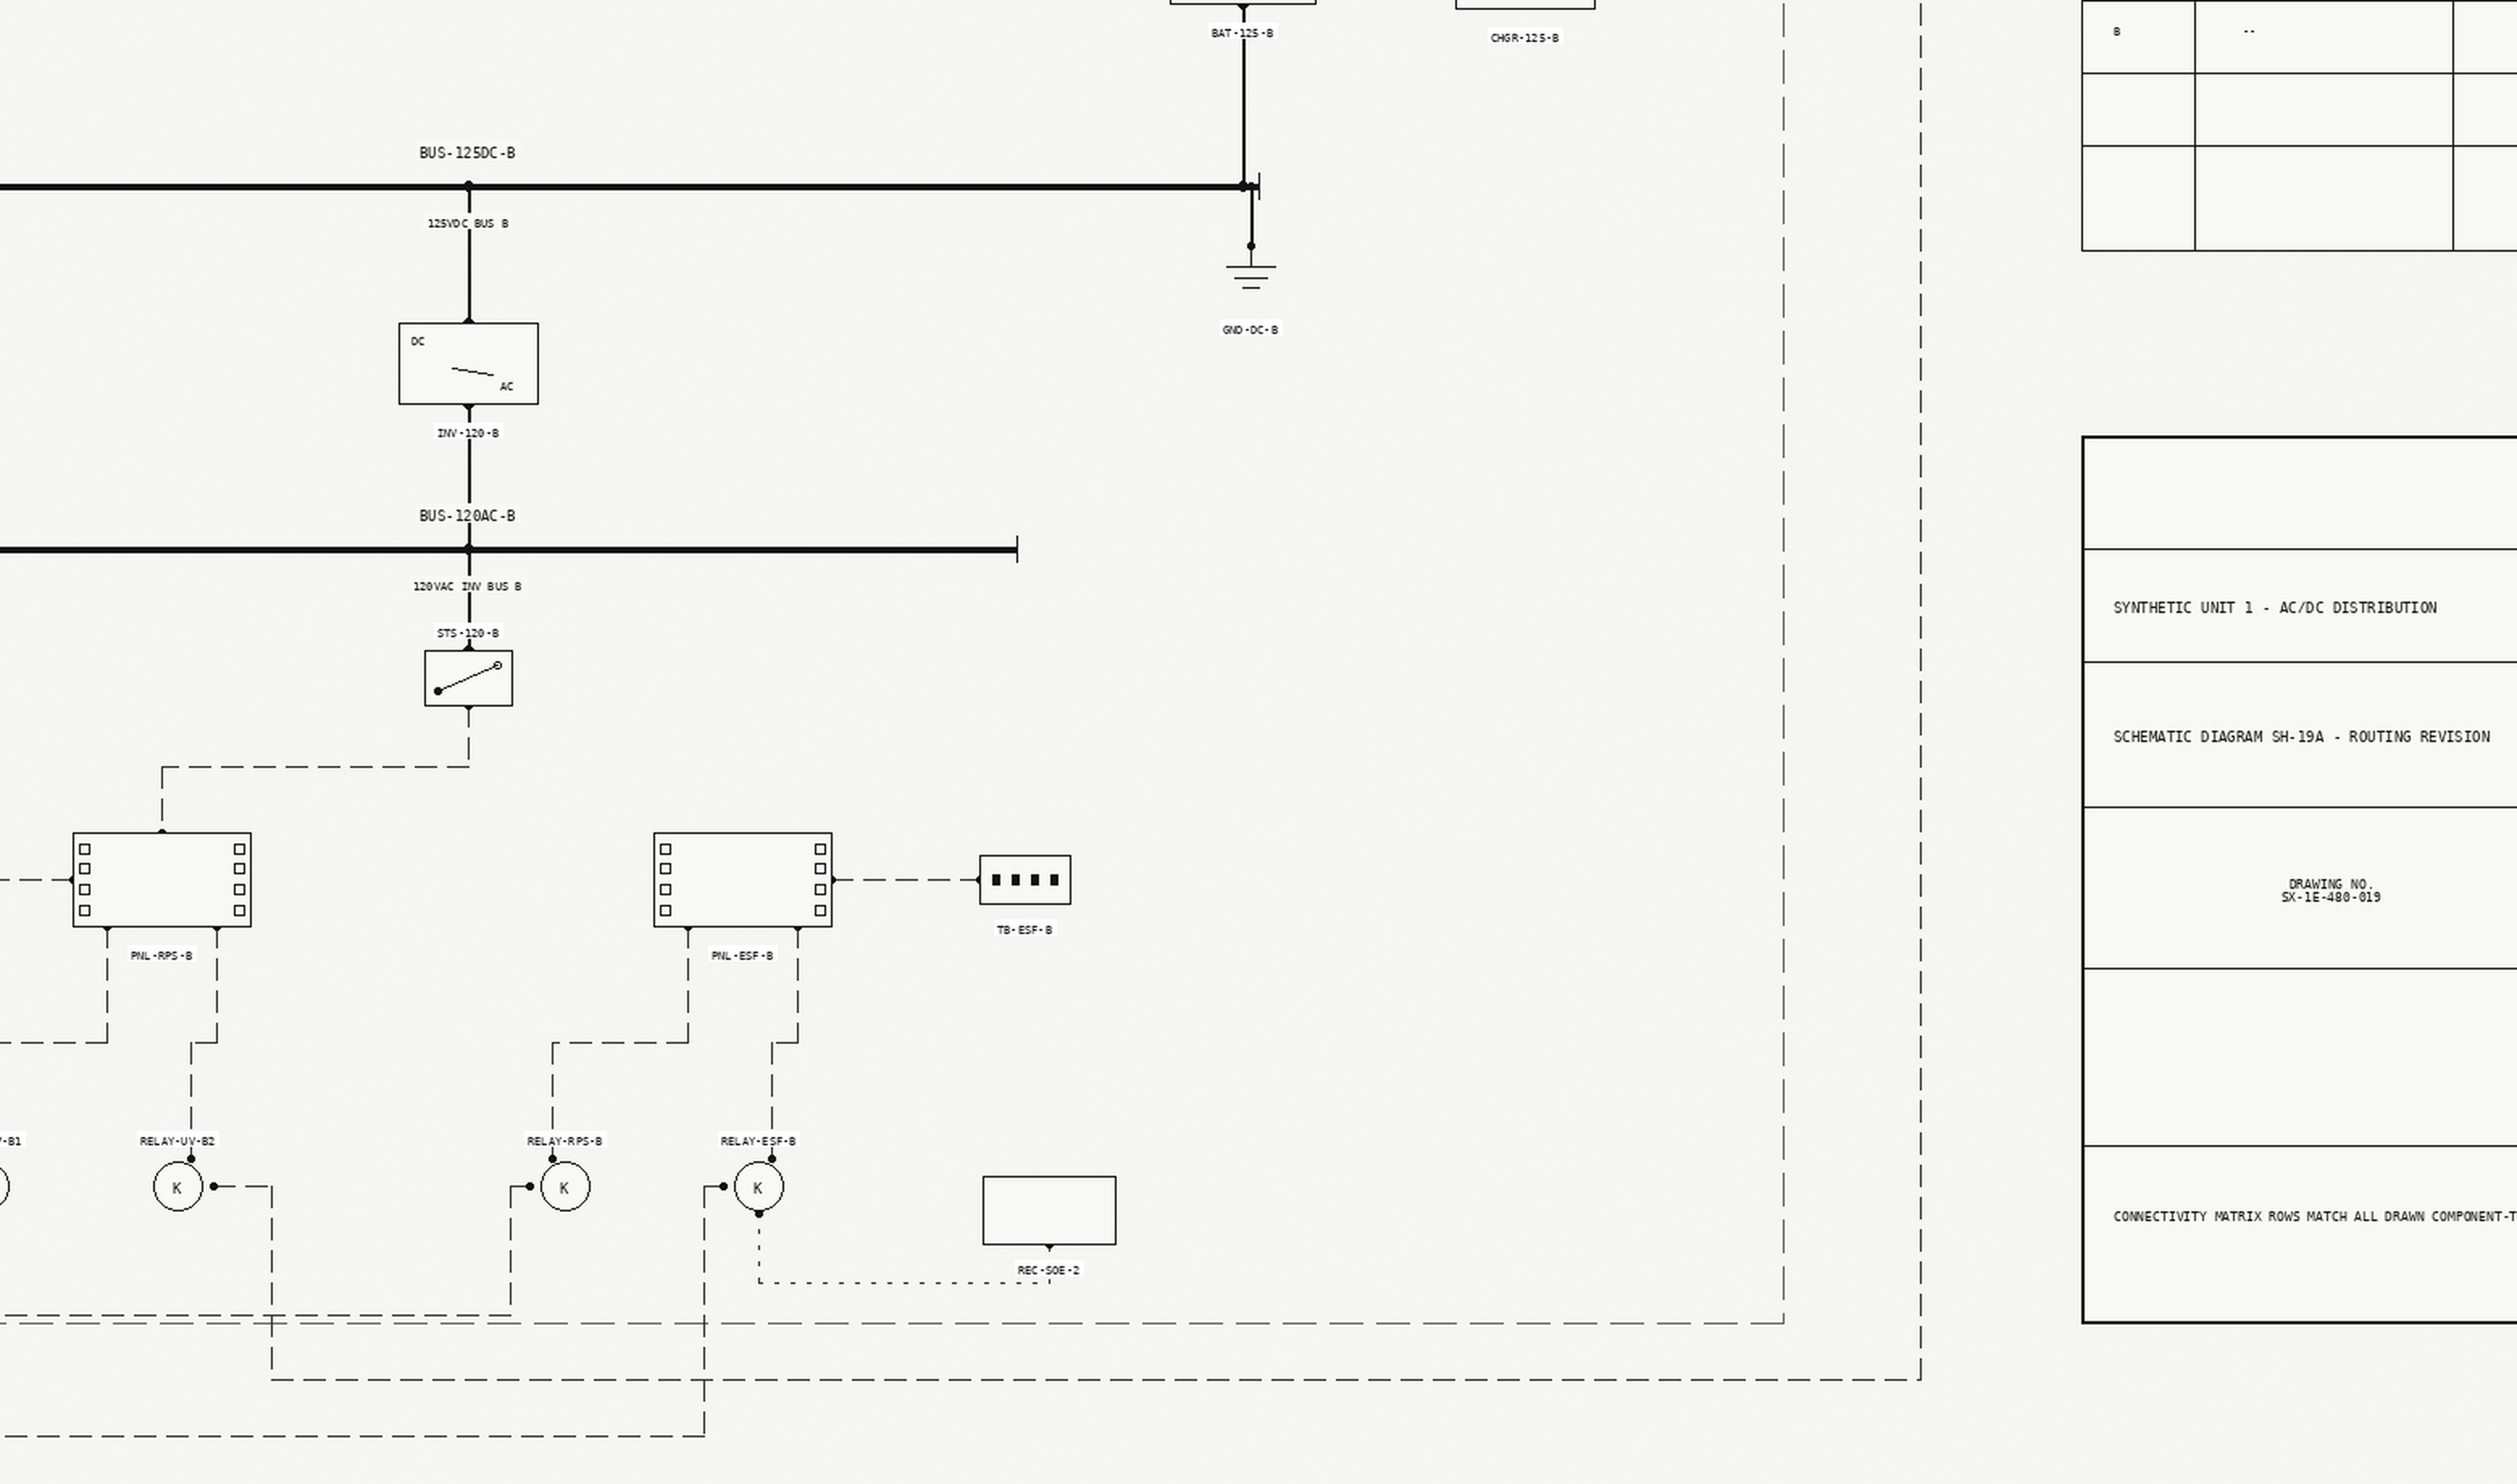 BAT-125-B
CHGR-125-B
B
--
BUS-125DC-B
125VDC BUS B
GND-DC-B
DC
AC
INV-120-B
BUS-120AC-B
120VAC INV BUS B
STS-120-B
SYNTHETIC UNIT 1 - AC/DC DISTRIBUTION
SCHEMATIC DIAGRAM SH-19A - ROUTING REVISION
DRAWING NO.
SX-1E-480-019
TB-ESF-B
PNL-RPS-B
PNL-ESF-B
-B1
RELAY-UV-B2
RELAY-RPS-B
RELAY-ESF-B
K
K
K
CONNECTIVITY MATRIX ROWS MATCH ALL DRAWN COMPONENT-T
REC-SOE-2